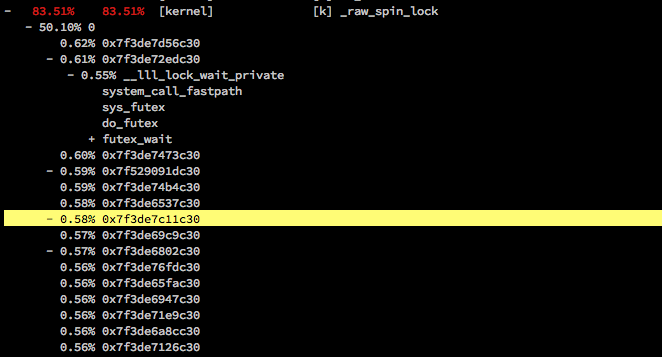 -   83.51%    83.51%  [kernel]                [k] _raw_spin_lock
   - 50.10% 0
        0.62% 0x7f3de7d56c30
      - 0.61% 0x7f3de72edc30
         - 0.55% __lll_lock_wait_private
              system_call_fastpath
              sys_futex
              do_futex
            + futex_wait
        0.60% 0x7f3de7473c30
      - 0.59% 0x7f529091dc30
        0.59% 0x7f3de74b4c30
        0.58% 0x7f3de6537c30
      - 0.58% 0x7f3de7c11c30
        0.57% 0x7f3de69c9c30
      - 0.57% 0x7f3de6802c30
        0.56% 0x7f3de76fdc30
        0.56% 0x7f3de65fac30
        0.56% 0x7f3de6947c30
        0.56% 0x7f3de71e9c30
        0.56% 0x7f3de6a8cc30
        0.56% 0x7f3de7126c30